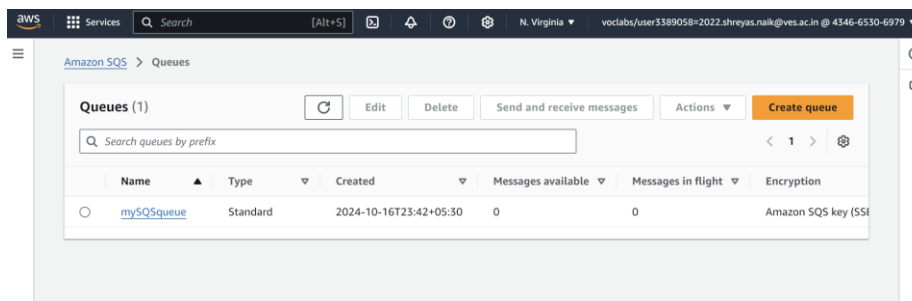 aws Services Search [Alt+S] N. Virginia ▼ voclabs/user3389058=2022.shreyas.naik@ves.ac.in @ 4346-6530-6979
Amazon SQS > Queues
Queues (1) Edit Delete Send and receive messages Actions ▼ Create queue
Search queues by prefix < 1 >
Name ▲ Type Created Messages available Messages in flight Encryption
mySQSqueue Standard 2024-10-16T23:42+05:30 0 0 Amazon SQS key (SSE